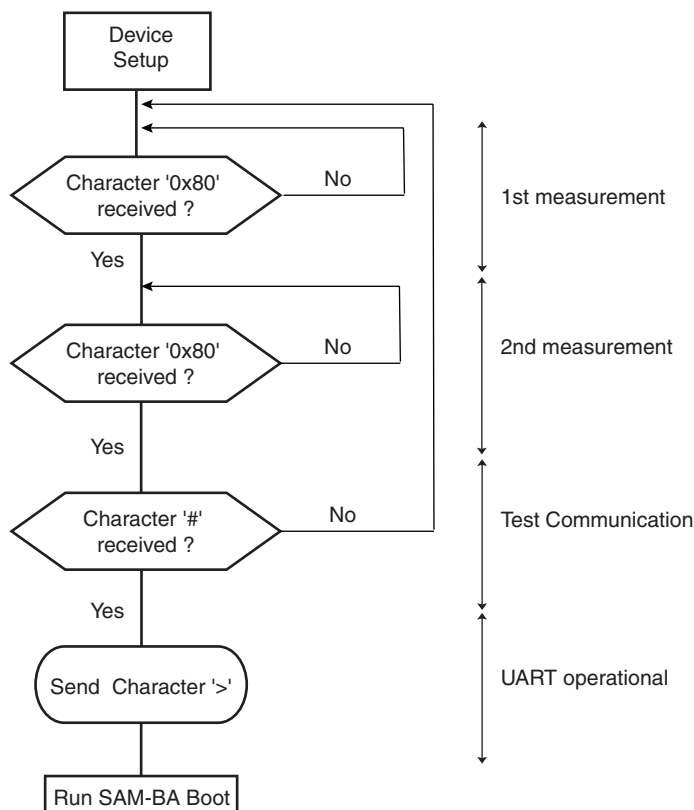 Device
Setup
Character '0x80'
received ?
No
1st measurement
Yes
Character '0x80'
received ?
No
2nd measurement
Yes
Character '#'
received ?
No
Test Communication
Yes
Send Character '>'
UART operational
Run SAM-BA Boot